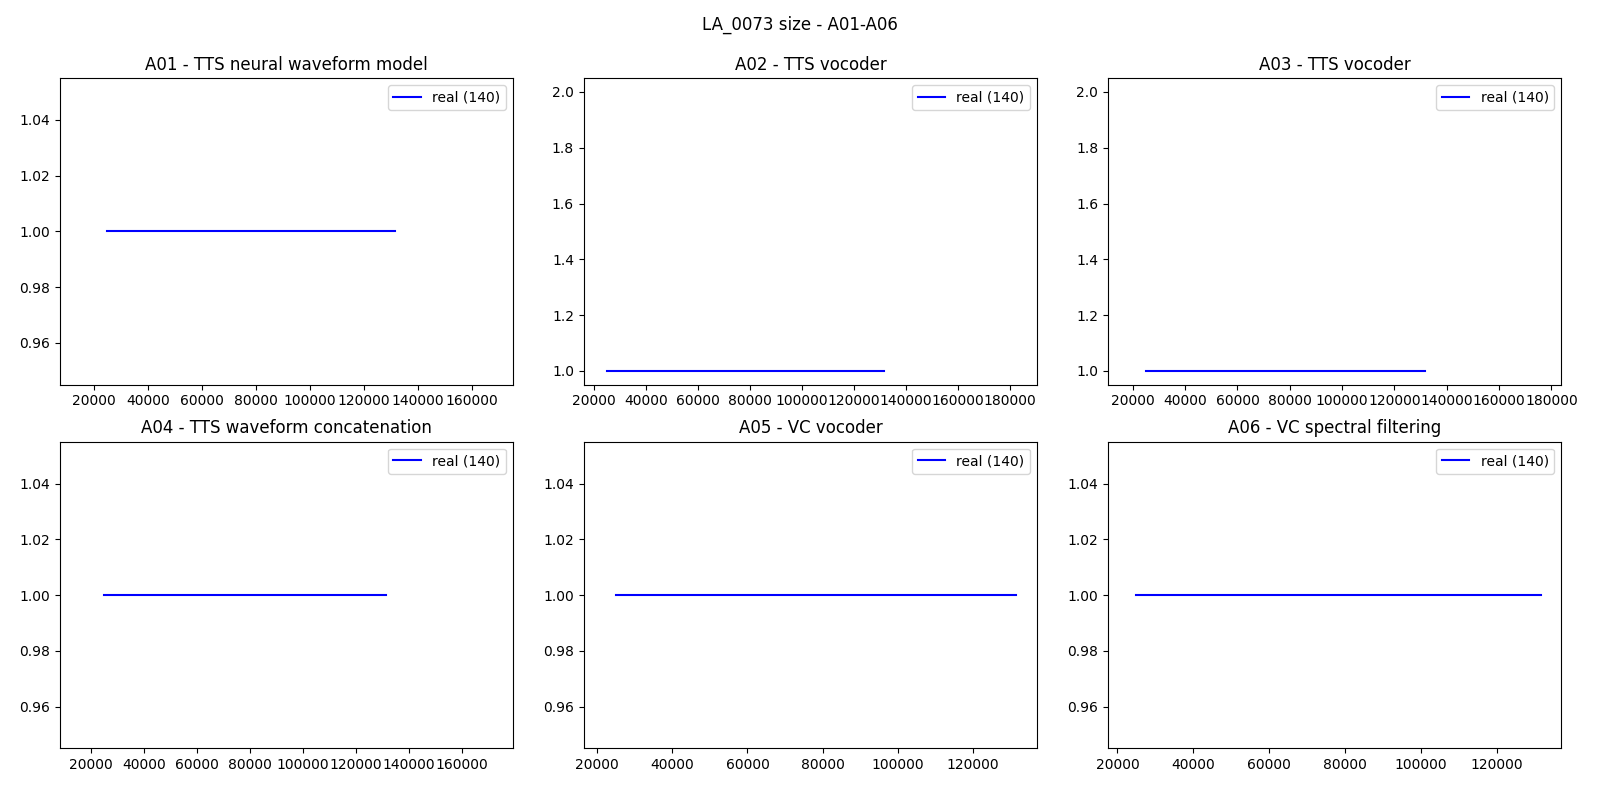 LA_0073 size - A01-A06
A01 - TTS neural waveform model
real (140)
1.04
1.02
1.00
0.98
0.96
20000 40000 60000 80000 100000 120000 140000 160000
A02 - TTS vocoder
real (140)
2.0
1.8
1.6
1.4
1.2
1.0
20000 40000 60000 80000 100000 120000 140000 160000 180000
A03 - TTS vocoder
real (140)
2.0
1.8
1.6
1.4
1.2
1.0
20000 40000 60000 80000 100000 120000 140000 160000 180000
A04 - TTS waveform concatenation
real (140)
1.04
1.02
1.00
0.98
0.96
20000 40000 60000 80000 100000 120000 140000 160000
A05 - VC vocoder
real (140)
1.04
1.02
1.00
0.98
0.96
20000 40000 60000 80000 100000 120000
A06 - VC spectral filtering
real (140)
1.04
1.02
1.00
0.98
0.96
20000 40000 60000 80000 100000 120000